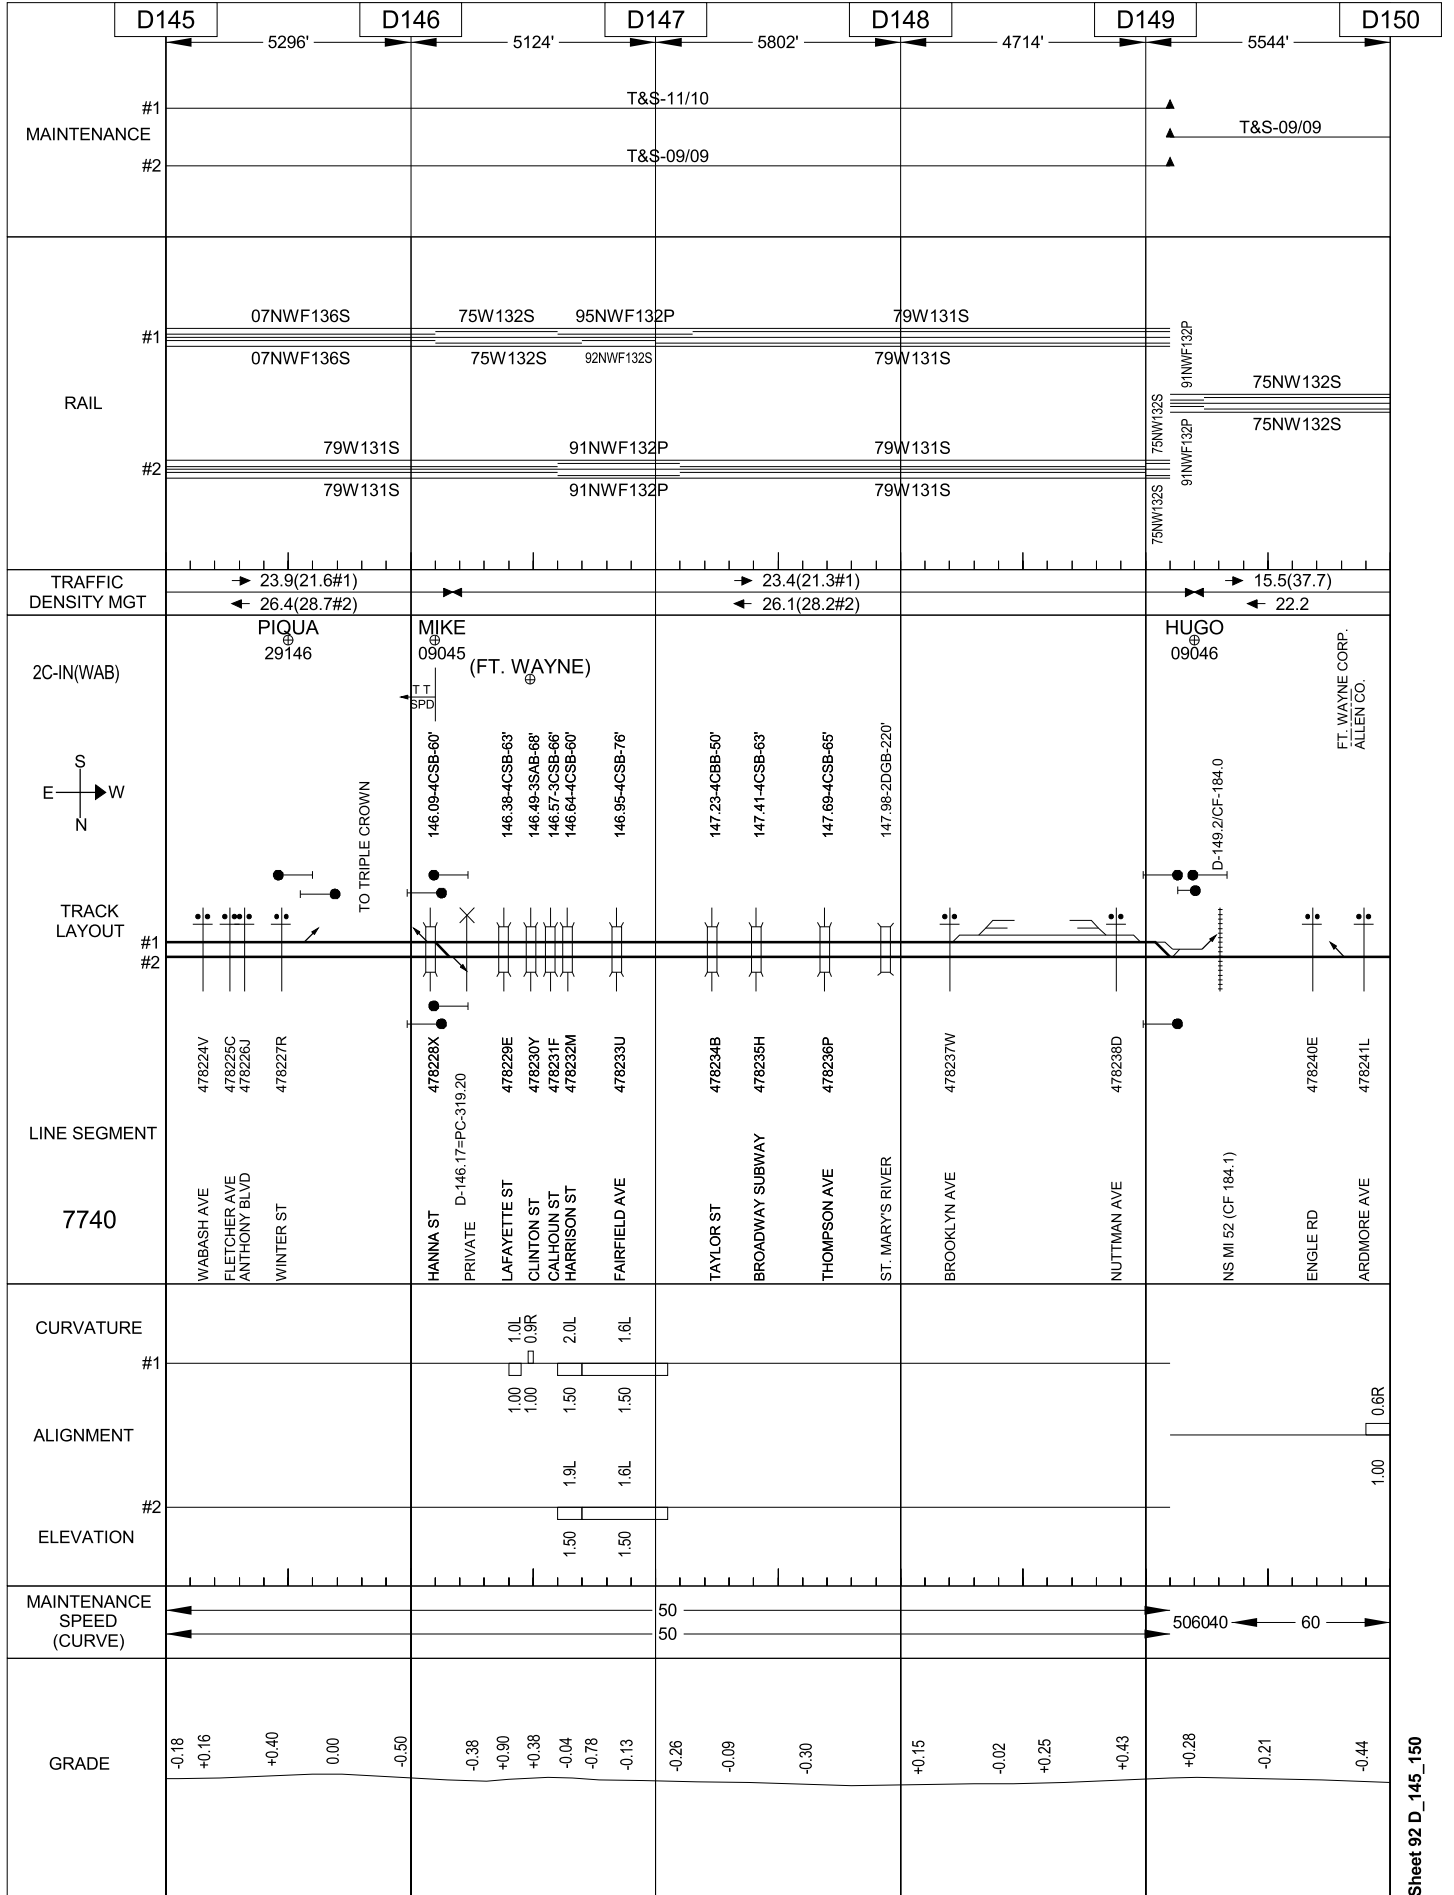 D145 D146 D147 D148 D149 D150
5296' 5124' 5802' 4714' 5544'
MAINTENANCE
#1
T&S-11/10
T&S-09/09
#2
T&S-09/09
RAIL
07NWF136S 75W132S 95NWF132P 79W131S
#1
07NWF136S 75W132S 92NWF132S 79W131S
91NWF132P
75NW132S
75NW132S
75NW132S
91NWF132P
79W131S 91NWF132P 79W131S
#2
79W131S 91NWF132P 79W131S
75NW132S
TRAFFIC
DENSITY MGT
23.9(21.6#1) 23.4(21.3#1) 15.5(37.7)
26.4(28.7#2) 26.1(28.2#2) 22.2
2C-IN(WAB)
PIQUA
29146
MIKE
09045
(FT. WAYNE)
HUGO
09046
T T
SPD
FT. WAYNE CORP.
ALLEN CO.
S
E W
N
TO TRIPLE CROWN
146.09-4CSB-60'
146.38-4CSB-63'
146.49-3SAB-68'
146.57-3CSB-66'
146.64-4CSB-60'
146.95-4CSB-76'
147.23-4CBB-50'
147.41-4CSB-63'
147.69-4CSB-65'
147.98-2DGB-220'
D-149.2/CF-184.0
TRACK
LAYOUT
#1
#2
478224V
478225C
478226J
478227R
478228X
478229E
478230Y
478231F
478232M
478233U
478234B
478235H
478236P
478237W
478238D
478240E
478241L
LINE SEGMENT
7740
WABASH AVE
FLETCHER AVE
ANTHONY BLVD
WINTER ST
HANNA ST
PRIVATE
D-146.17=PC-319.20
LAFAYETTE ST
CLINTON ST
CALHOUN ST
HARRISON ST
FAIRFIELD AVE
TAYLOR ST
BROADWAY SUBWAY
THOMPSON AVE
ST. MARY'S RIVER
BROOKLYN AVE
NUTTMAN AVE
NS MI 52 (CF 184.1)
ENGLE RD
ARDMORE AVE
CURVATURE
1.0L 0.9R 2.0L 1.6L
#1
1.00 1.00 1.50 1.50
ALIGNMENT
0.6R
1.00
1.9L 1.6L
#2
ELEVATION
1.50 1.50
MAINTENANCE
SPEED
(CURVE)
50
50
506040 60
GRADE
-0.18 +0.16 +0.40 0.00 -0.50 -0.38 +0.90 +0.38 -0.04 -0.78 -0.13 -0.26 -0.09 -0.30 +0.15 -0.02 +0.25 +0.43 +0.28 -0.21 -0.44
Sheet 92 D_145_150